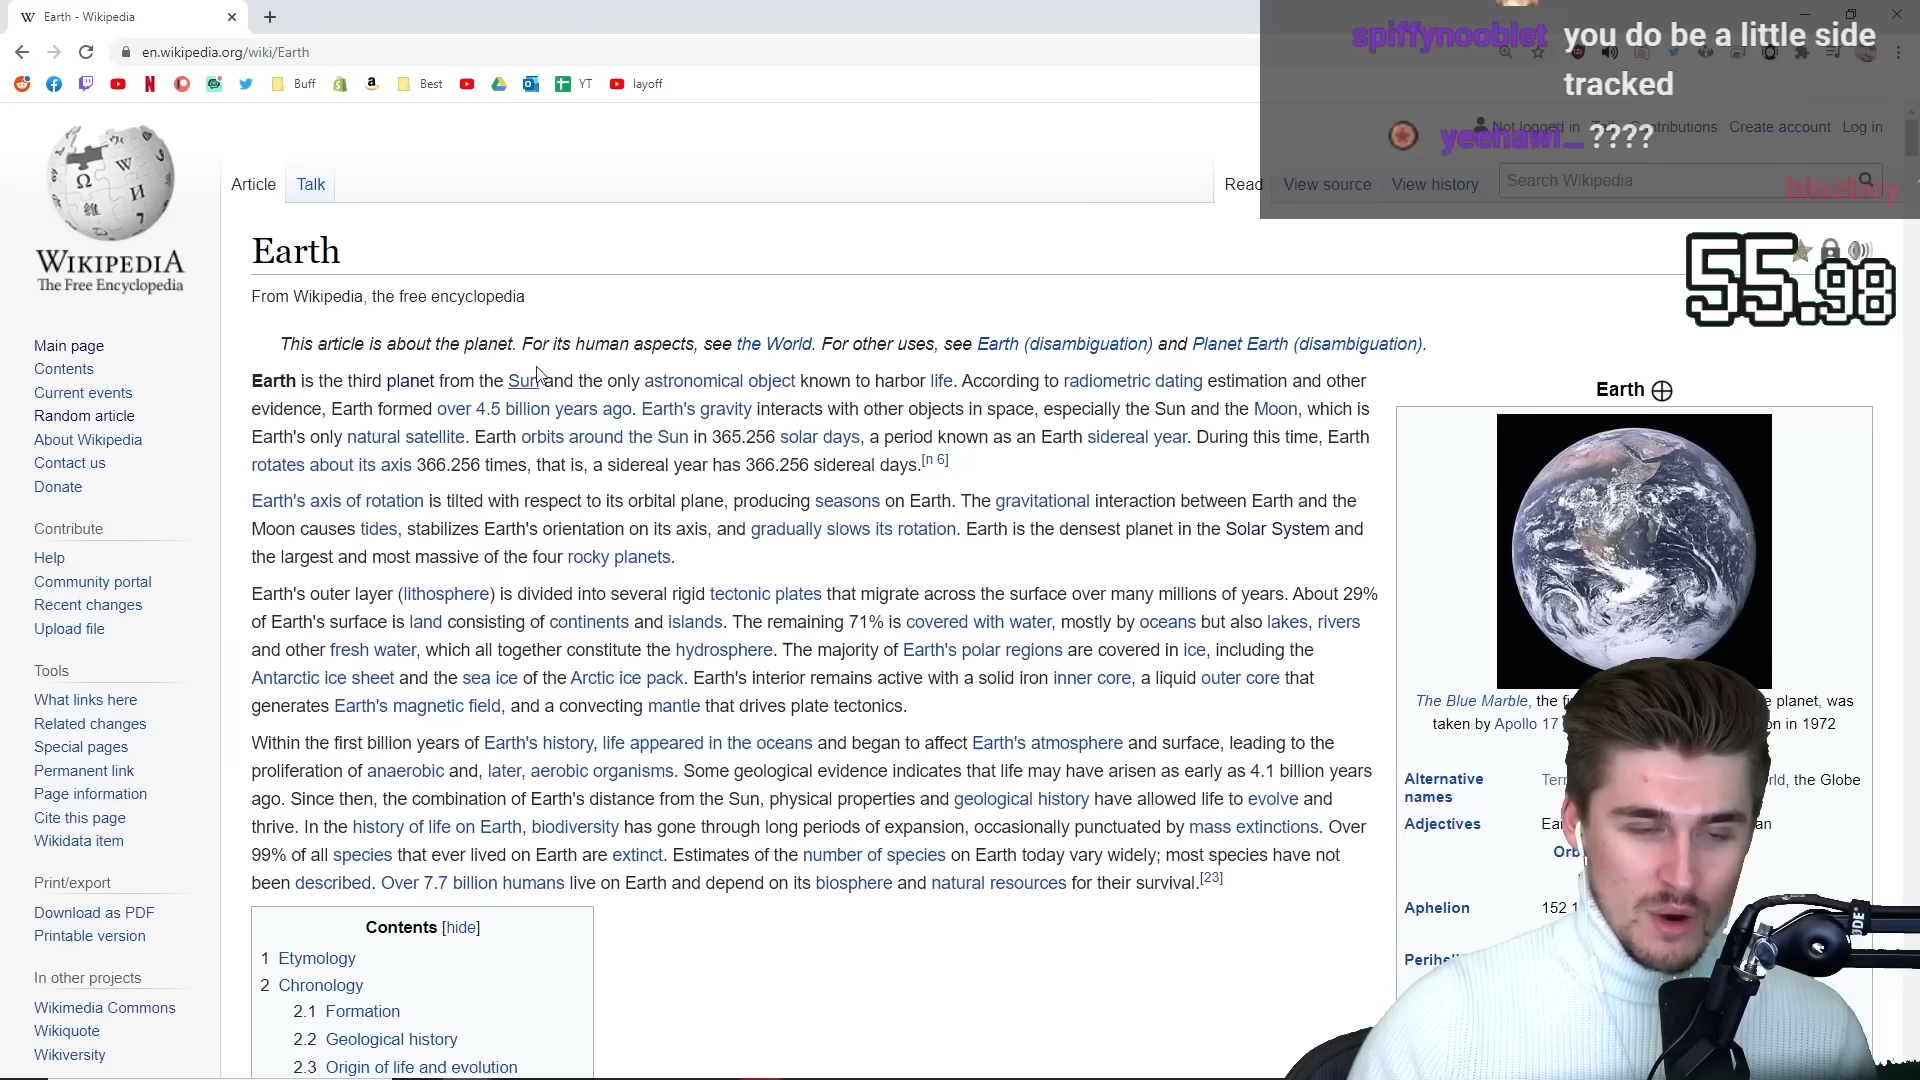 Earth - Wikipedia
en.wikipedia.org/wiki/Earth
Buff
Best
YT
layoff
spiffynooblet you do be a little side
tracked
yeehawi_ ????
Not logged in Contributions Create account Log in
WIKIPEDIA
The Free Encyclopedia
Article Talk
Read View source View history Search Wikipedia
Earth
55.98
From Wikipedia, the free encyclopedia
This article is about the planet. For its human aspects, see the World. For other uses, see Earth (disambiguation) and Planet Earth (disambiguation).
Earth is the third planet from the Sun and the only astronomical object known to harbor life. According to radiometric dating estimation and other
evidence, Earth formed over 4.5 billion years ago. Earth's gravity interacts with other objects in space, especially the Sun and the Moon, which is
Earth's only natural satellite. Earth orbits around the Sun in 365.256 solar days, a period known as an Earth sidereal year. During this time, Earth
rotates about its axis 366.256 times, that is, a sidereal year has 366.256 sidereal days.[n 6]
Earth's axis of rotation is tilted with respect to its orbital plane, producing seasons on Earth. The gravitational interaction between Earth and the
Moon causes tides, stabilizes Earth's orientation on its axis, and gradually slows its rotation. Earth is the densest planet in the Solar System and
the largest and most massive of the four rocky planets.
Earth's outer layer (lithosphere) is divided into several rigid tectonic plates that migrate across the surface over many millions of years. About 29%
of Earth's surface is land consisting of continents and islands. The remaining 71% is covered with water, mostly by oceans but also lakes, rivers
and other fresh water, which all together constitute the hydrosphere. The majority of Earth's polar regions are covered in ice, including the
Antarctic ice sheet and the sea ice of the Arctic ice pack. Earth's interior remains active with a solid iron inner core, a liquid outer core that
generates Earth's magnetic field, and a convecting mantle that drives plate tectonics.
Within the first billion years of Earth's history, life appeared in the oceans and began to affect Earth's atmosphere and surface, leading to the
proliferation of anaerobic and, later, aerobic organisms. Some geological evidence indicates that life may have arisen as early as 4.1 billion years
ago. Since then, the combination of Earth's distance from the Sun, physical properties and geological history have allowed life to evolve and
thrive. In the history of life on Earth, biodiversity has gone through long periods of expansion, occasionally punctuated by mass extinctions. Over
99% of all species that ever lived on Earth are extinct. Estimates of the number of species on Earth today vary widely; most species have not
been described. Over 7.7 billion humans live on Earth and depend on its biosphere and natural resources for their survival.[23]
Contents [hide]
1 Etymology
2 Chronology
2.1 Formation
2.2 Geological history
2.3 Origin of life and evolution
Main page
Contents
Current events
Random article
About Wikipedia
Contact us
Donate
Contribute
Help
Community portal
Recent changes
Upload file
Tools
What links here
Related changes
Special pages
Permanent link
Page information
Cite this page
Wikidata item
Print/export
Download as PDF
Printable version
In other projects
Wikimedia Commons
Wikiquote
Wikiversity
Earth
The Blue Marble, the planet, was
taken by Apollo 17 in 1972
Alternative
names
the Globe
Adjectives
Orb
Aphelion
152 1
Perihe
RØDE